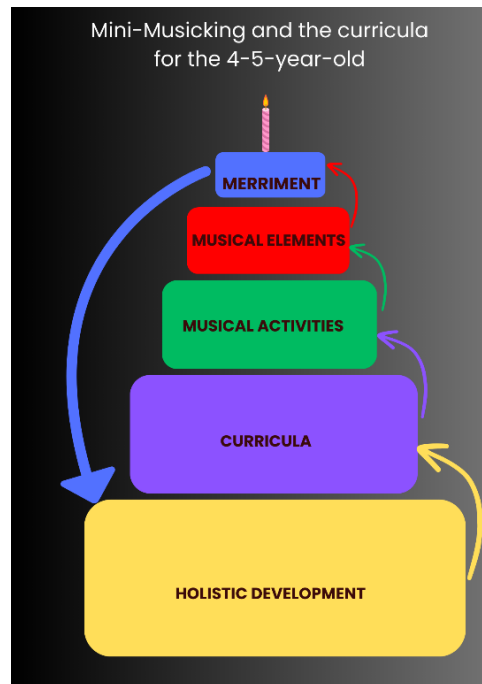 Mini-Musicking and the curricula
for the 4-5-year-old
MERRIMENT
MUSICAL ELEMENTS
MUSICAL ACTIVITIES
CURRICULA
HOLISTIC DEVELOPMENT